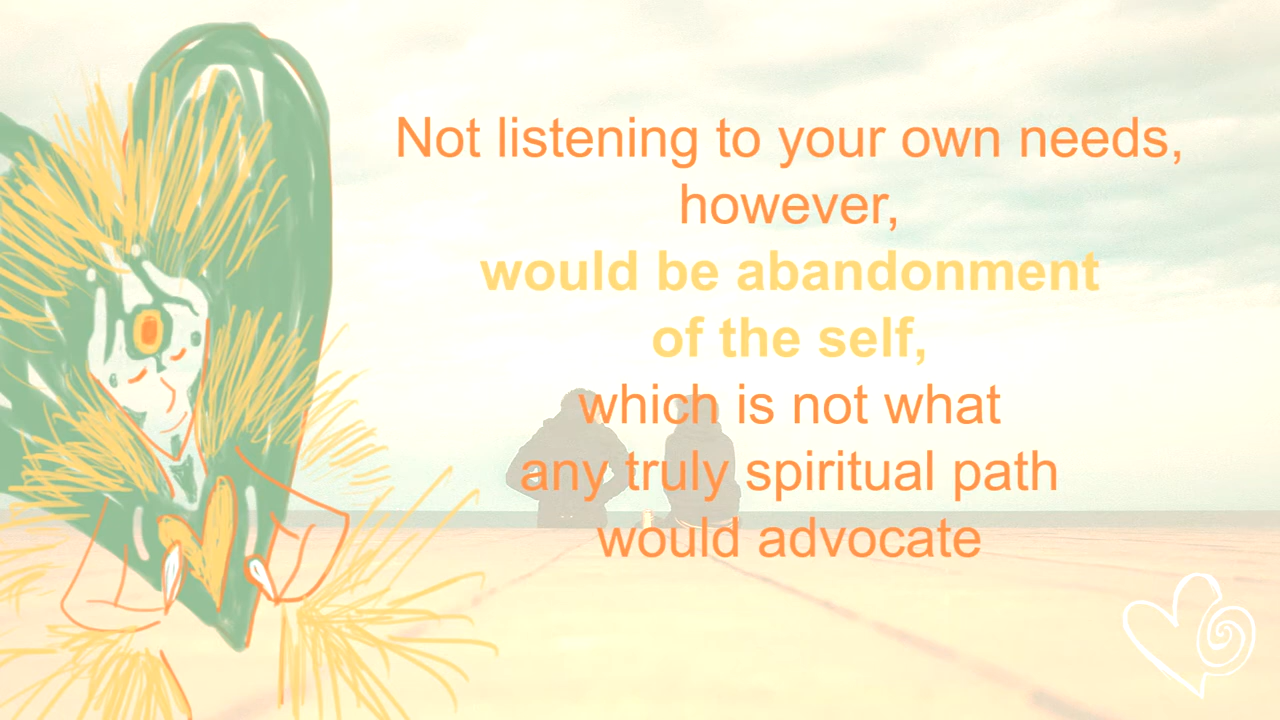 Not listening to your own needs,
however,
would be abandonment
of the self,
which is not what
any truly spiritual path
would advocate